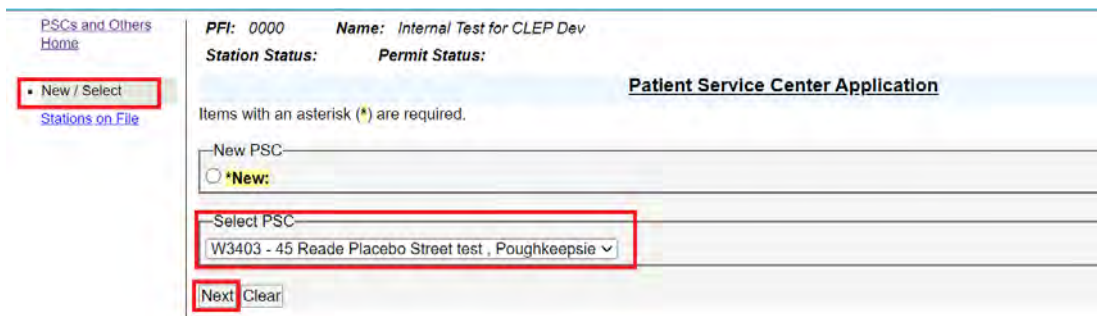 PSCs and Others
Home
PFI: 0000 Name: Internal Test for CLEP Dev
Station Status: Permit Status:
• New / Select
Patient Service Center Application
Stations on File
Items with an asterisk (*) are required.
New PSC
*New:
Select PSC
W3403 - 45 Reade Placebo Street test , Poughkeepsie
Next Clear